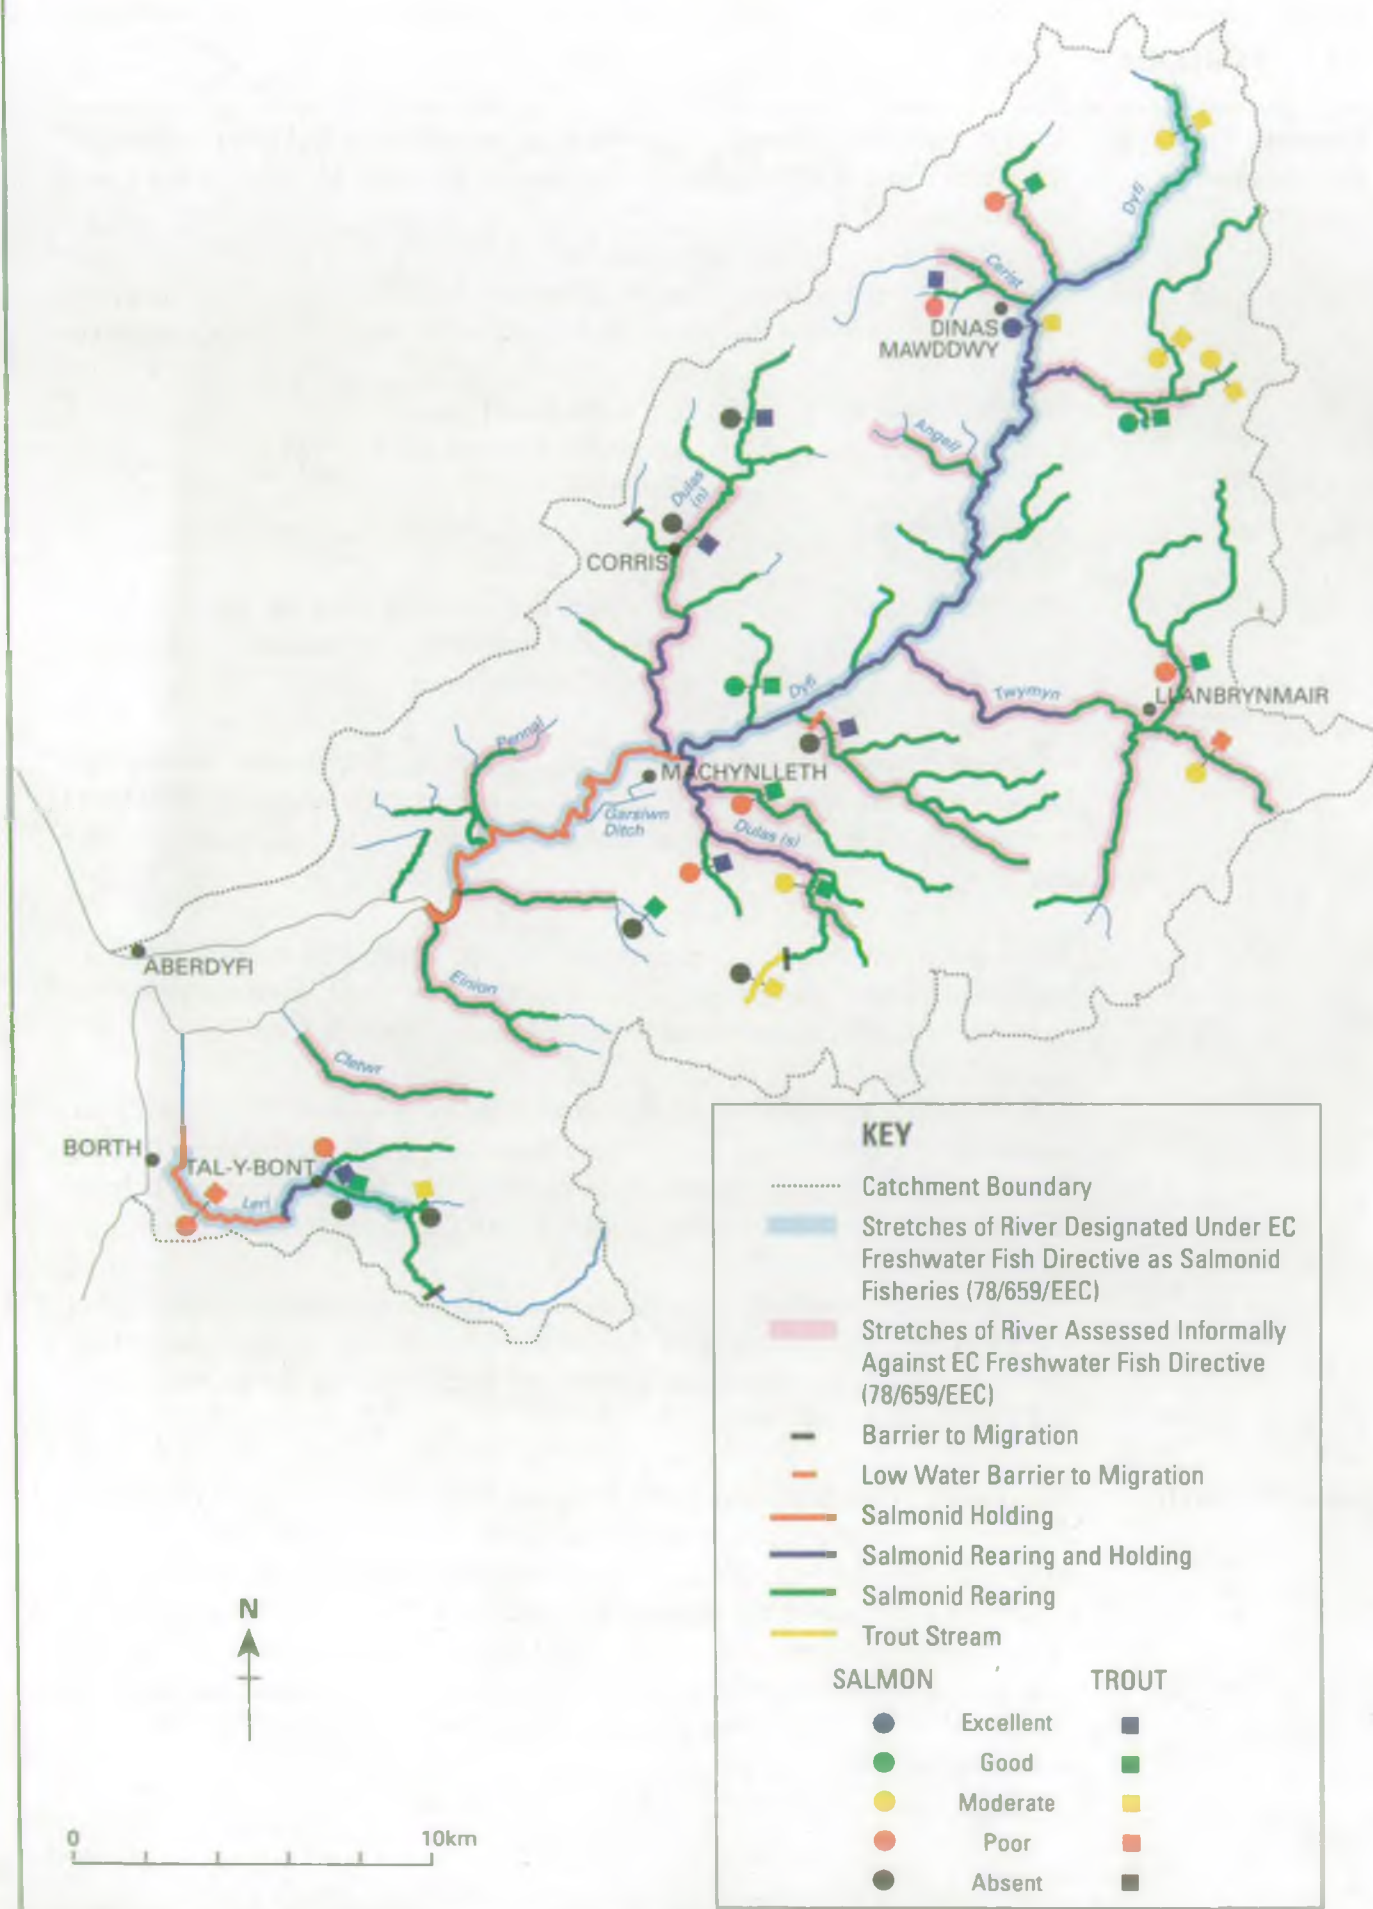 Dyfi
Cerist
DINAS
MAWDDWY
Angell
Dulas
(n)
CORRIS
Dyfi
Twymyn
LLANBRYNMAIR
Pennal
MACHYNLLETH
Garsiwn
Ditch
Dulas (s)
ABERDYFI
Einion
Cletwr
BORTH
TAL-Y-BONT
Leri
KEY
Catchment Boundary
Stretches of River Designated Under EC
Freshwater Fish Directive as Salmonid
Fisheries (78/659/EEC)
Stretches of River Assessed Informally
Against EC Freshwater Fish Directive
(78/659/EEC)
Barrier to Migration
Low Water Barrier to Migration
Salmonid Holding
Salmonid Rearing and Holding
Salmonid Rearing
Trout Stream
SALMON TROUT
Excellent
Good
Moderate
Poor
Absent
N
0 10km